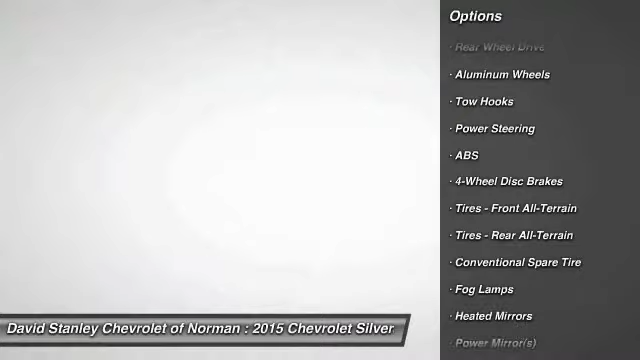 Options
· Rear Wheel Drive
· Aluminum Wheels
· Tow Hooks
· Power Steering
· ABS
· 4-Wheel Disc Brakes
· Tires - Front All-Terrain
· Tires - Rear All-Terrain
· Conventional Spare Tire
· Fog Lamps
· Heated Mirrors
· Power Mirror(s)
David Stanley Chevrolet of Norman : 2015 Chevrolet Silver